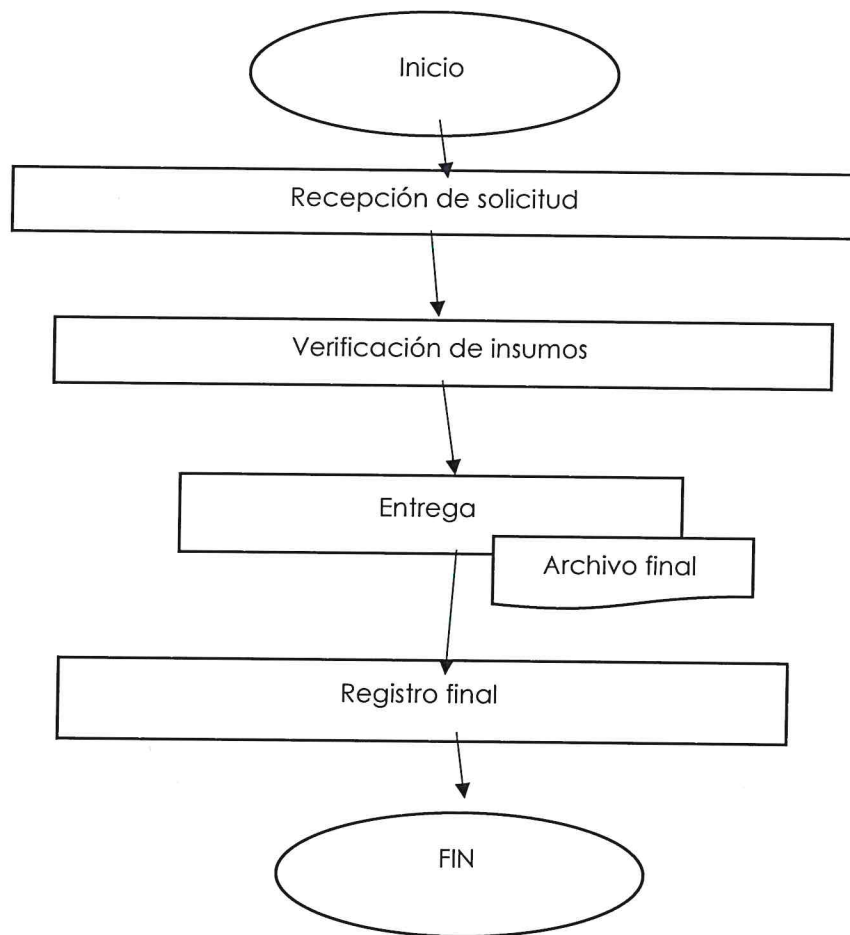 Inicio
Recepción de solicitud
Verificación de insumos
Entrega
Archivo final
Registro final
FIN